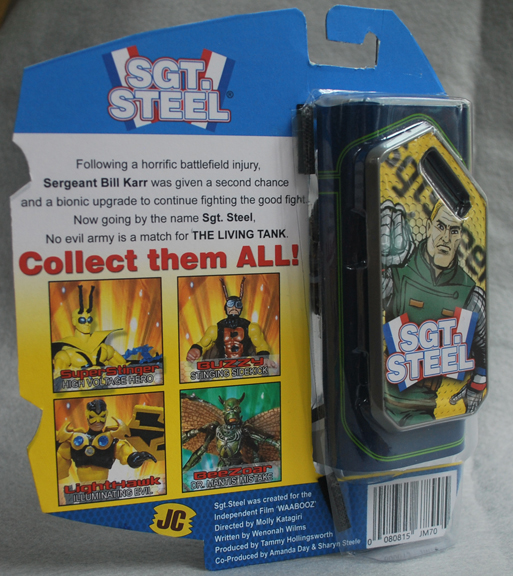 SGT.
STEEL®
Following a horrific battlefield injury,
Sergeant Bill Karr was given a second chance
and a bionic upgrade to continue fighting the good fight.
Now going by the name Sgt. Steel,
No evil army is a match for THE LIVING TANK.
Collect them ALL!
Super-Stinger
HIGH VOLTAGE HERO
BUZZY
STINGING SIDEKICK
LightHawk
ILLUMINATING EVIL
BeeZaar
DR. MANTIS MISTAKE
JC
Sgt.Steel was created for the
Independent Film 'WAABOOZ'
Directed by Molly Katagiri
Written by Wenonah Wilms
Produced by Tammy Hollingsworth
Co-Produced by Amanda Day & Sharyn Steele
SGT.
STEEL
0 080815 JM70